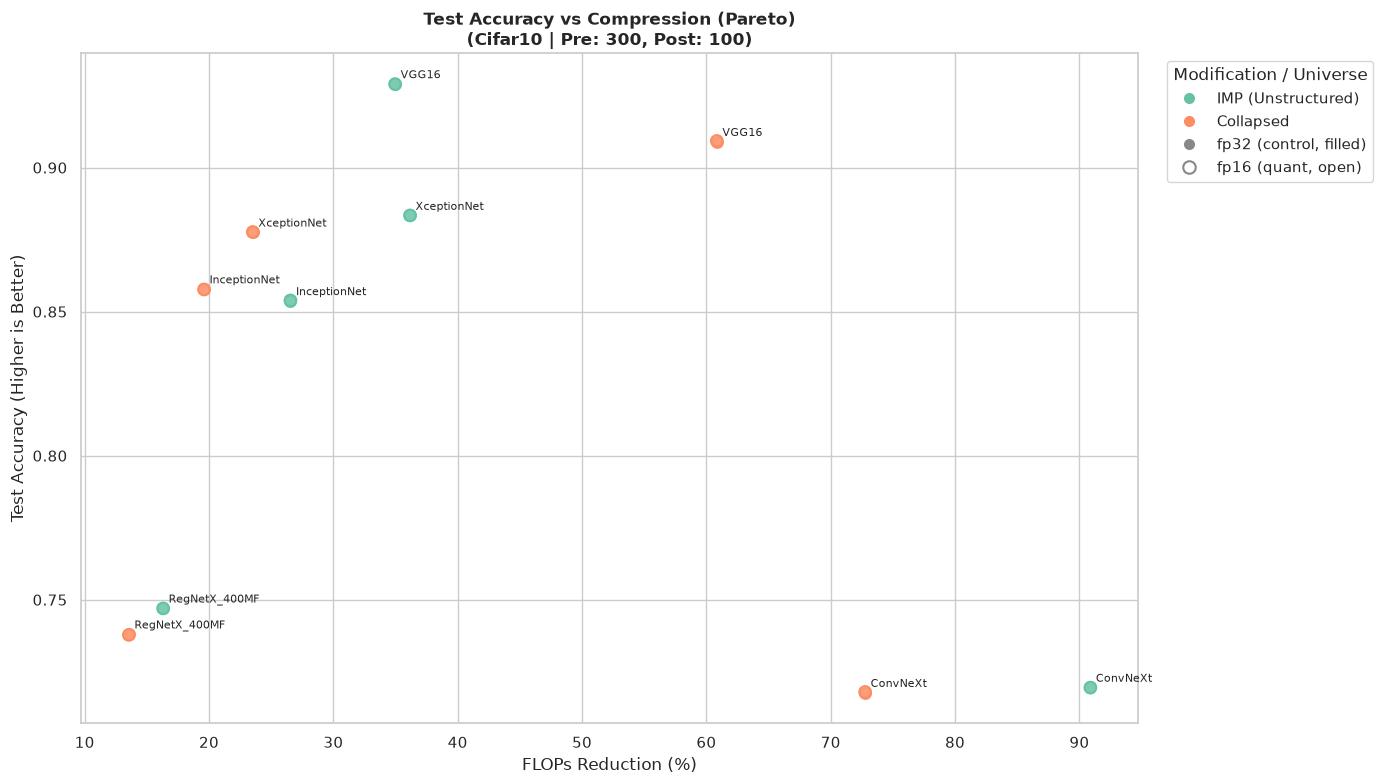 Test Accuracy vs Compression (Pareto)
(Cifar10 | Pre: 300, Post: 100)
Modification / Universe
IMP (Unstructured)
Collapsed
fp32 (control, filled)
fp16 (quant, open)
VGG16
VGG16
XceptionNet
XceptionNet
InceptionNet
InceptionNet
RegNetX_400MF
RegNetX_400MF
ConvNeXt
ConvNeXt
Test Accuracy (Higher is Better)
0.90
0.85
0.80
0.75
10 20 30 40 50 60 70 80 90
FLOPs Reduction (%)